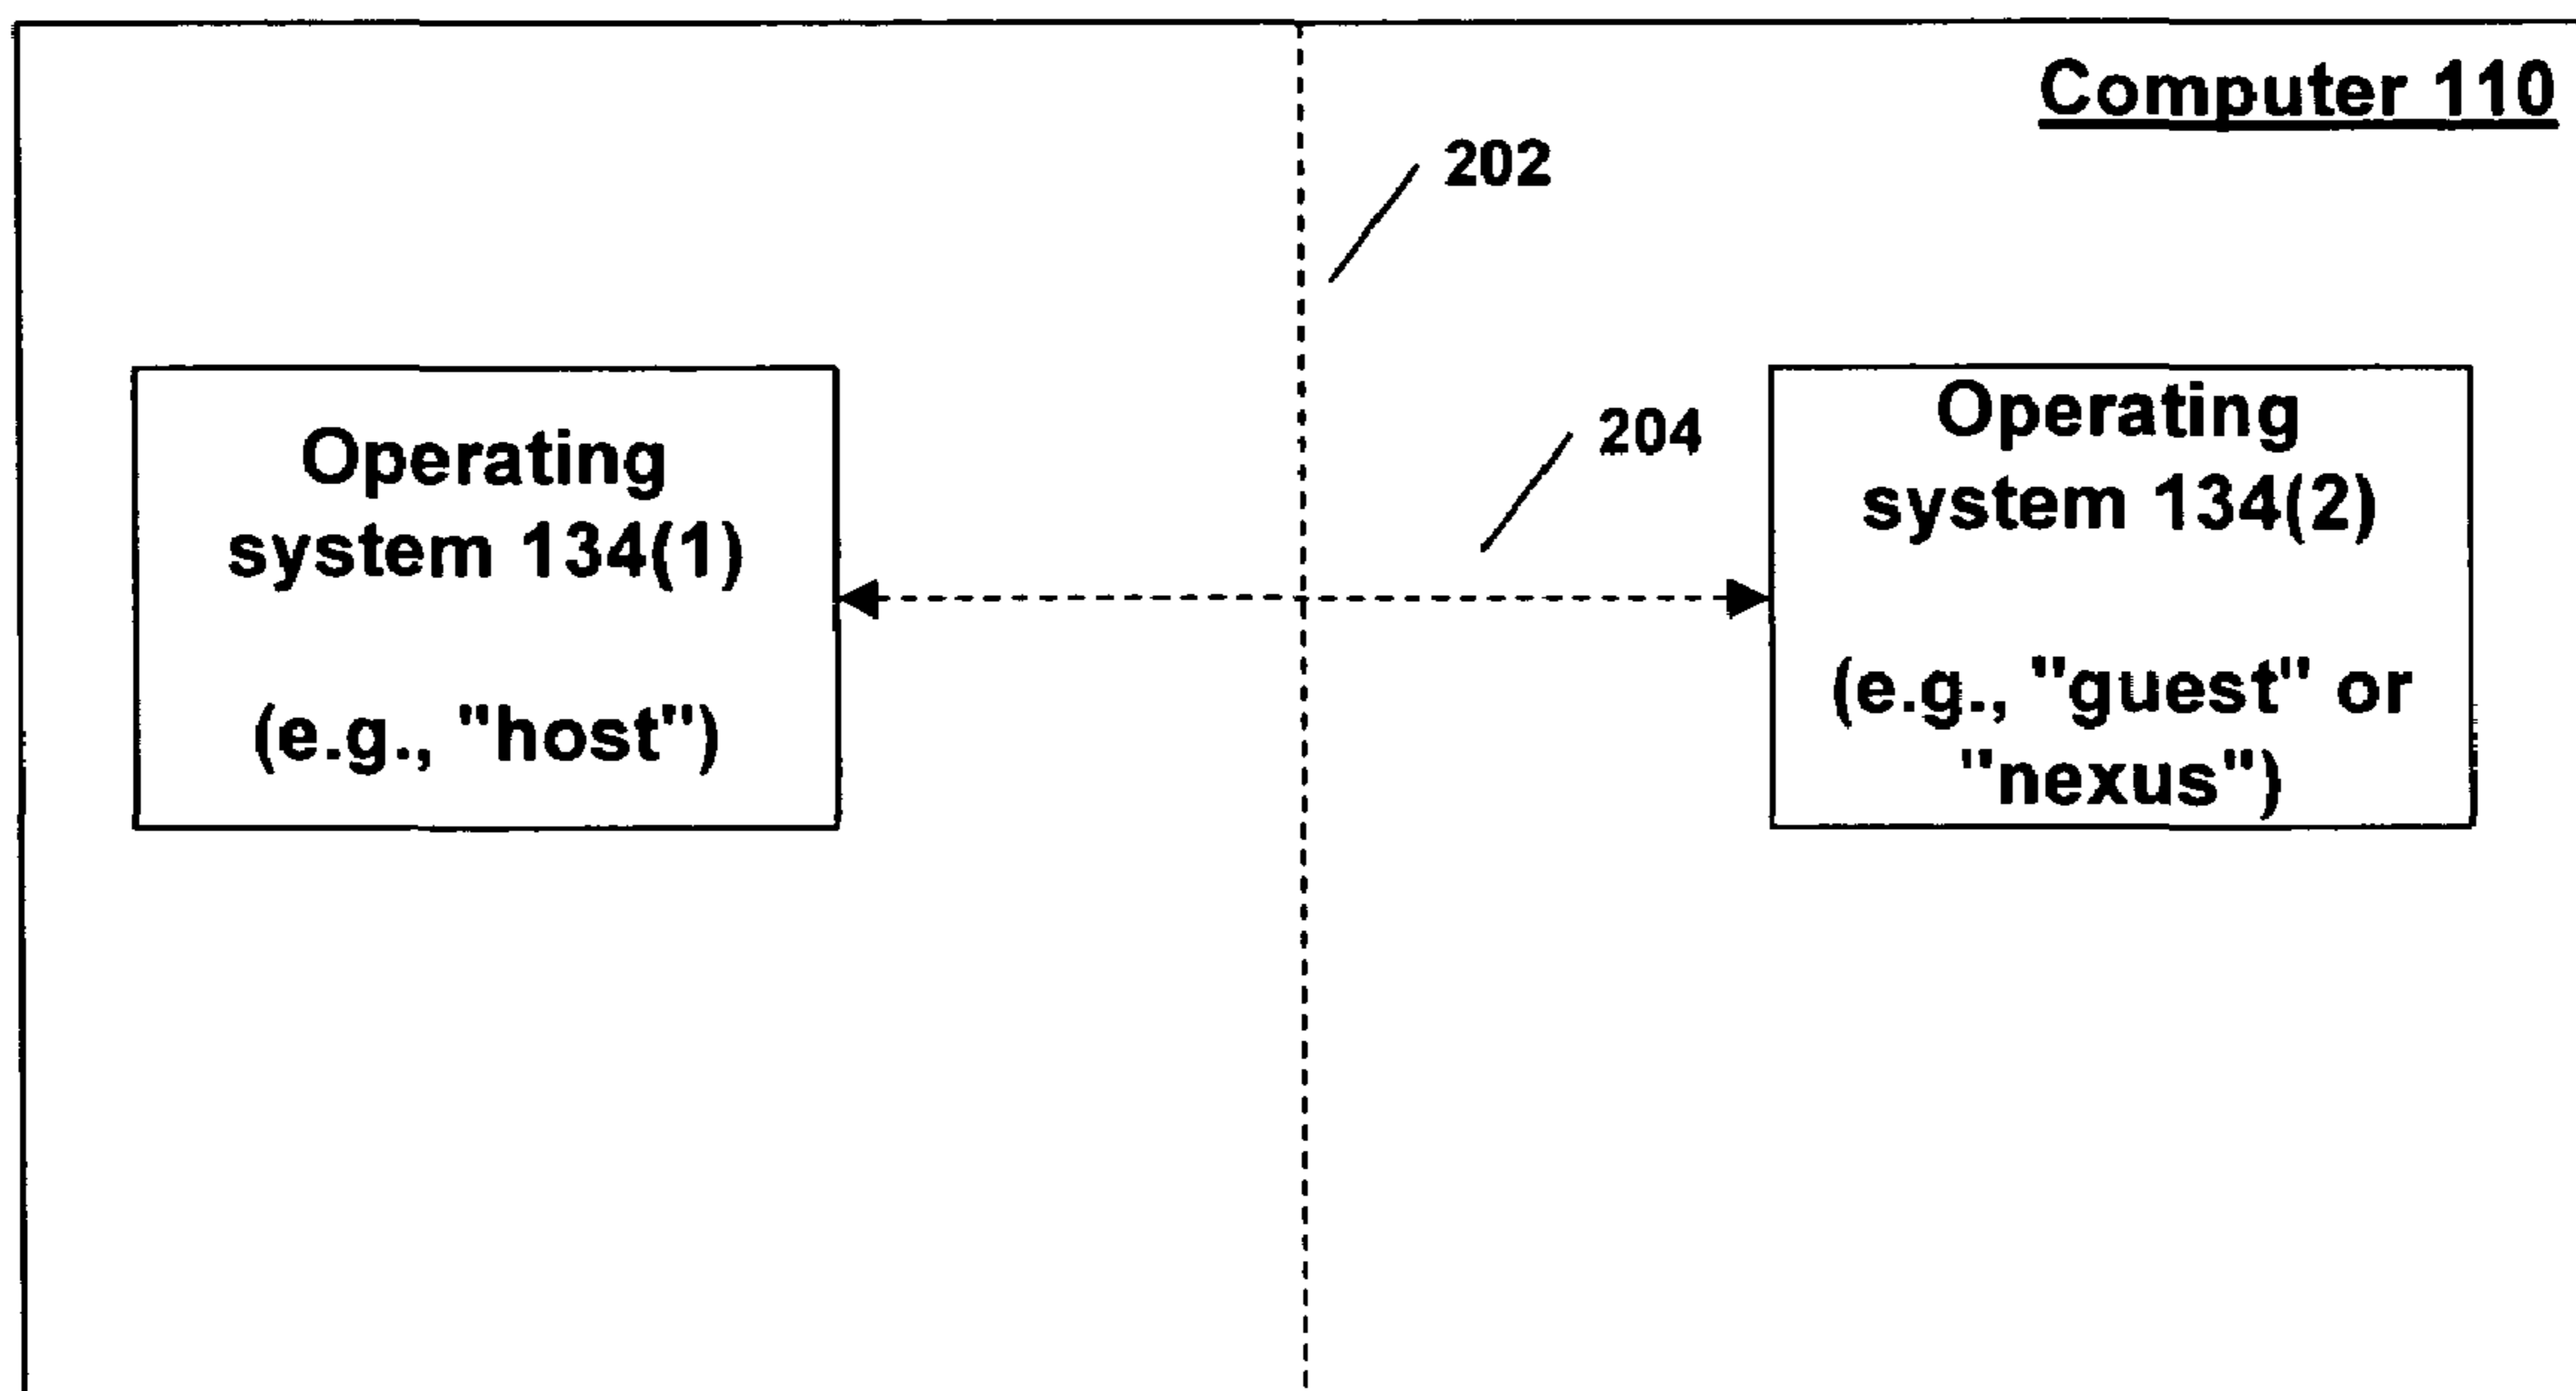 Computer 110
202
204
Operating
system 134(1)
(e.g., "host")
Operating
system 134(2)
(e.g., "guest" or
"nexus")